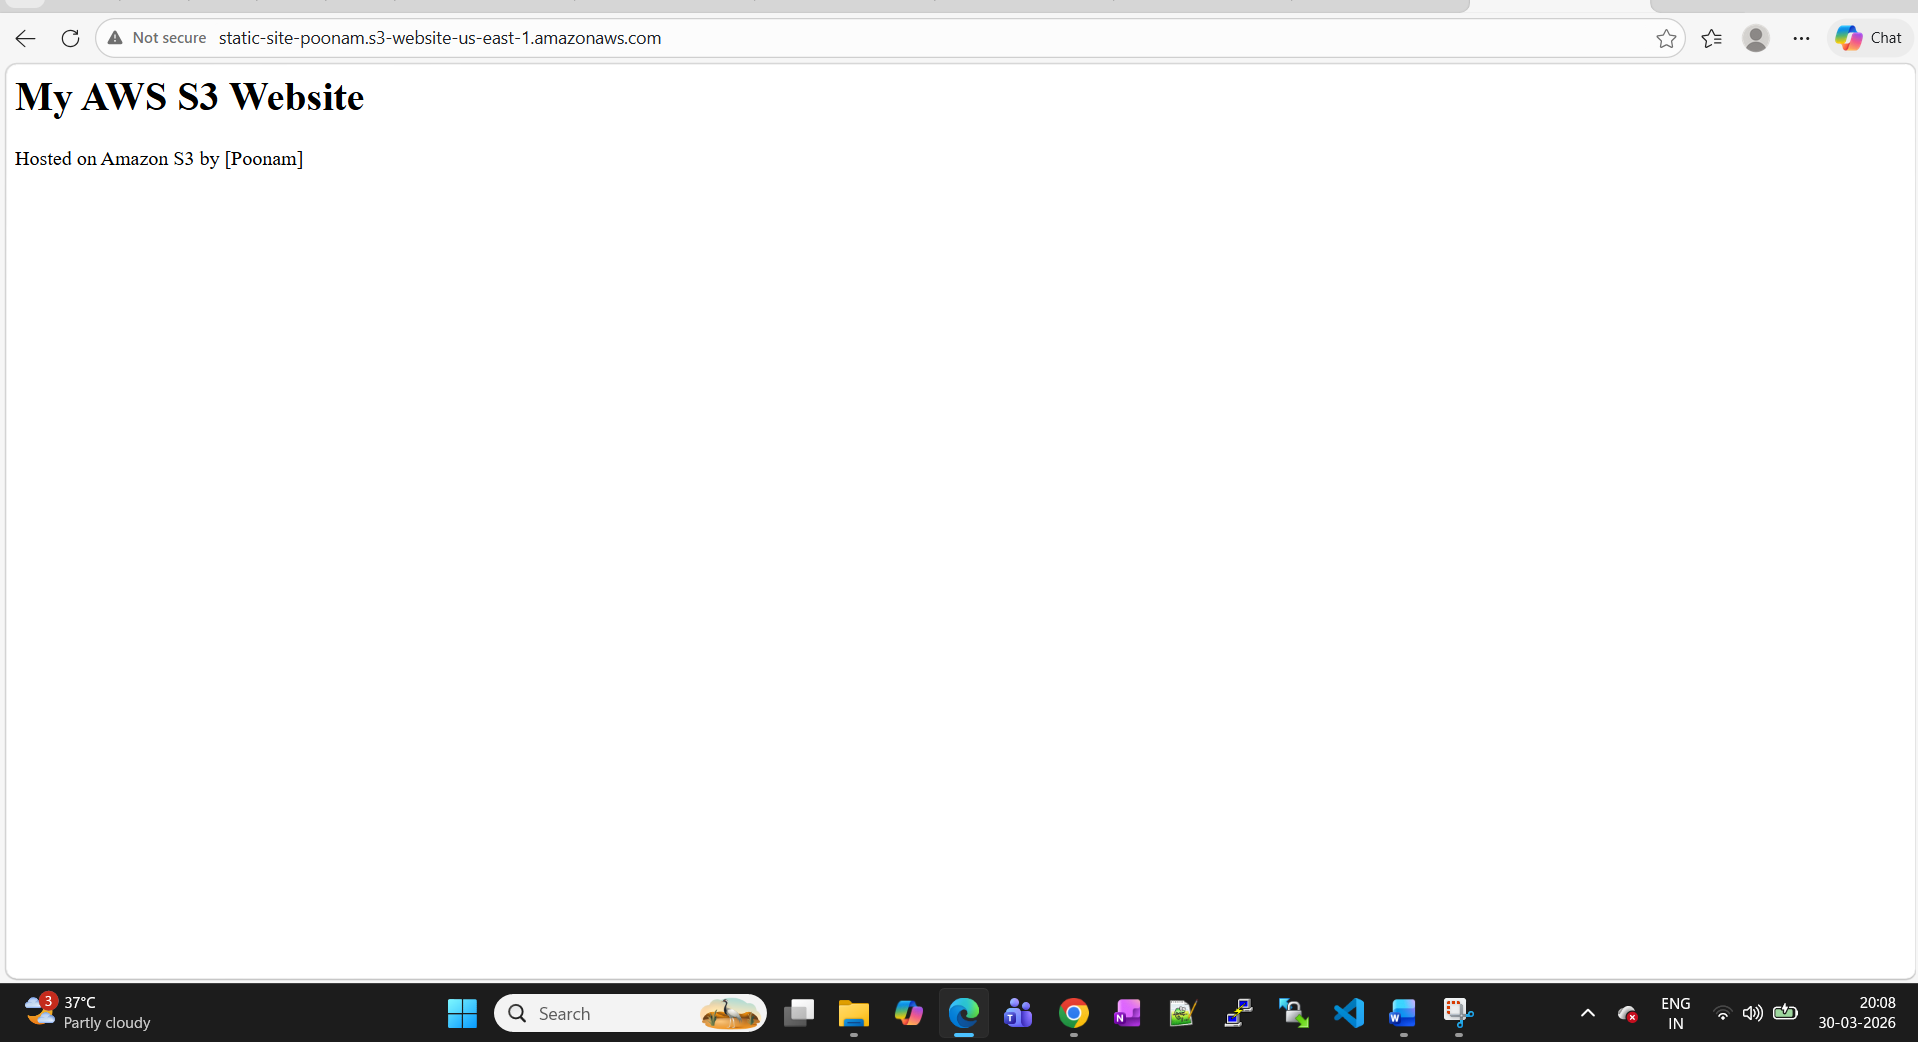 Not secure static-site-poonam.s3-website-us-east-1.amazonaws.com
Chat
My AWS S3 Website
Hosted on Amazon S3 by [Poonam]
3
37°C
Partly cloudy
Search
ENG
IN
20:08
30-03-2026